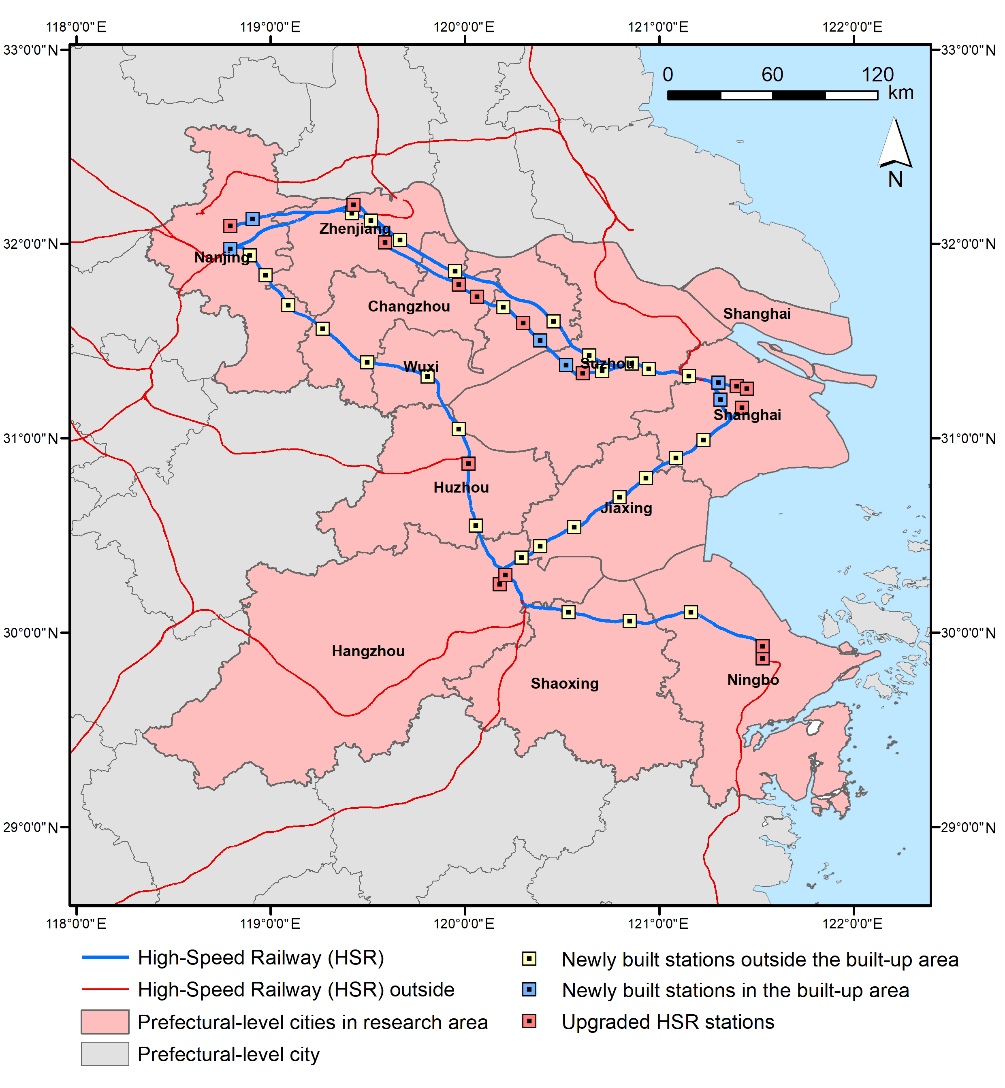 118°0'0"E 119°0'0"E 120°0'0"E 121°0'0"E 122°0'0"E
33°0'0"N 33°0'0"N
0 60 120
km
N
32°0'0"N 32°0'0"N
Zhenjiang
Nanjing
Changzhou
Shanghai
Wuxi
Suzhou
Shanghai
31°0'0"N 31°0'0"N
Huzhou
Jiaxing
30°0'0"N 30°0'0"N
Hangzhou
Shaoxing
Ningbo
29°0'0"N 29°0'0"N
118°0'0"E 119°0'0"E 120°0'0"E 121°0'0"E 122°0'0"E
High-Speed Railway (HSR)
High-Speed Railway (HSR) outside
Prefectural-level cities in research area
Prefectural-level city
Newly built stations outside the built-up area
Newly built stations in the built-up area
Upgraded HSR stations